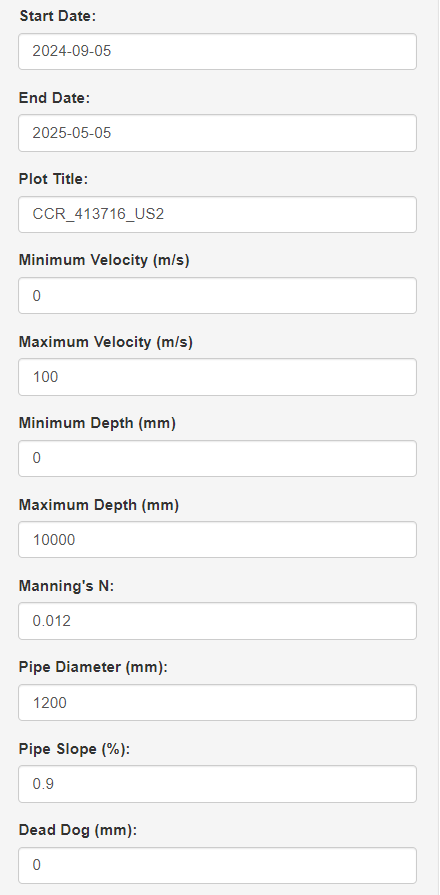 Start Date:
2024-09-05
End Date:
2025-05-05
Plot Title:
CCR_413716_US2
Minimum Velocity (m/s)
0
Maximum Velocity (m/s)
100
Minimum Depth (mm)
0
Maximum Depth (mm)
10000
Manning's N:
0.012
Pipe Diameter (mm):
1200
Pipe Slope (%):
0.9
Dead Dog (mm):
0